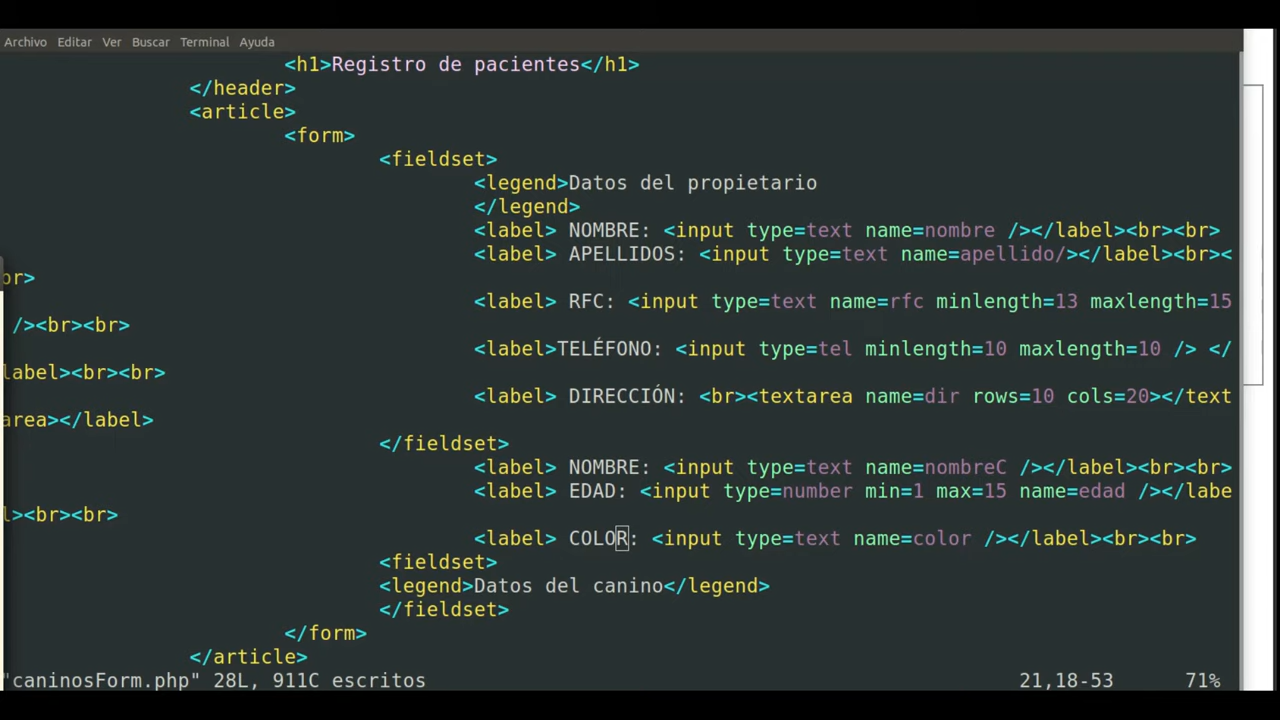 Archivo Editar Ver Buscar Terminal Ayuda
<h1>Registro de pacientes</h1>
</header>
<article>
<form>
<fieldset>
<legend>Datos del propietario
</legend>
<label> NOMBRE: <input type=text name=nombre /></label><br><br>
<label> APELLIDOS: <input type=text name=apellido/></label><br><
br>
<label> RFC: <input type=text name=rfc minlength=13 maxlength=15
/><br><br>
<label>TELÉFONO: <input type=tel minlength=10 maxlength=10 /> </
label><br><br>
<label> DIRECCIÓN: <br><textarea name=dir rows=10 cols=20></text
area></label>
</fieldset>
<label> NOMBRE: <input type=text name=nombreC /></label><br><br>
<label> EDAD: <input type=number min=1 max=15 name=edad /></labe
l><br><br>
<label> COLOR: <input type=text name=color /></label><br><br>
<fieldset>
<legend>Datos del canino</legend>
</fieldset>
</form>
</article>
"caninosForm.php" 28L, 911C escritos 21,18-53 71%